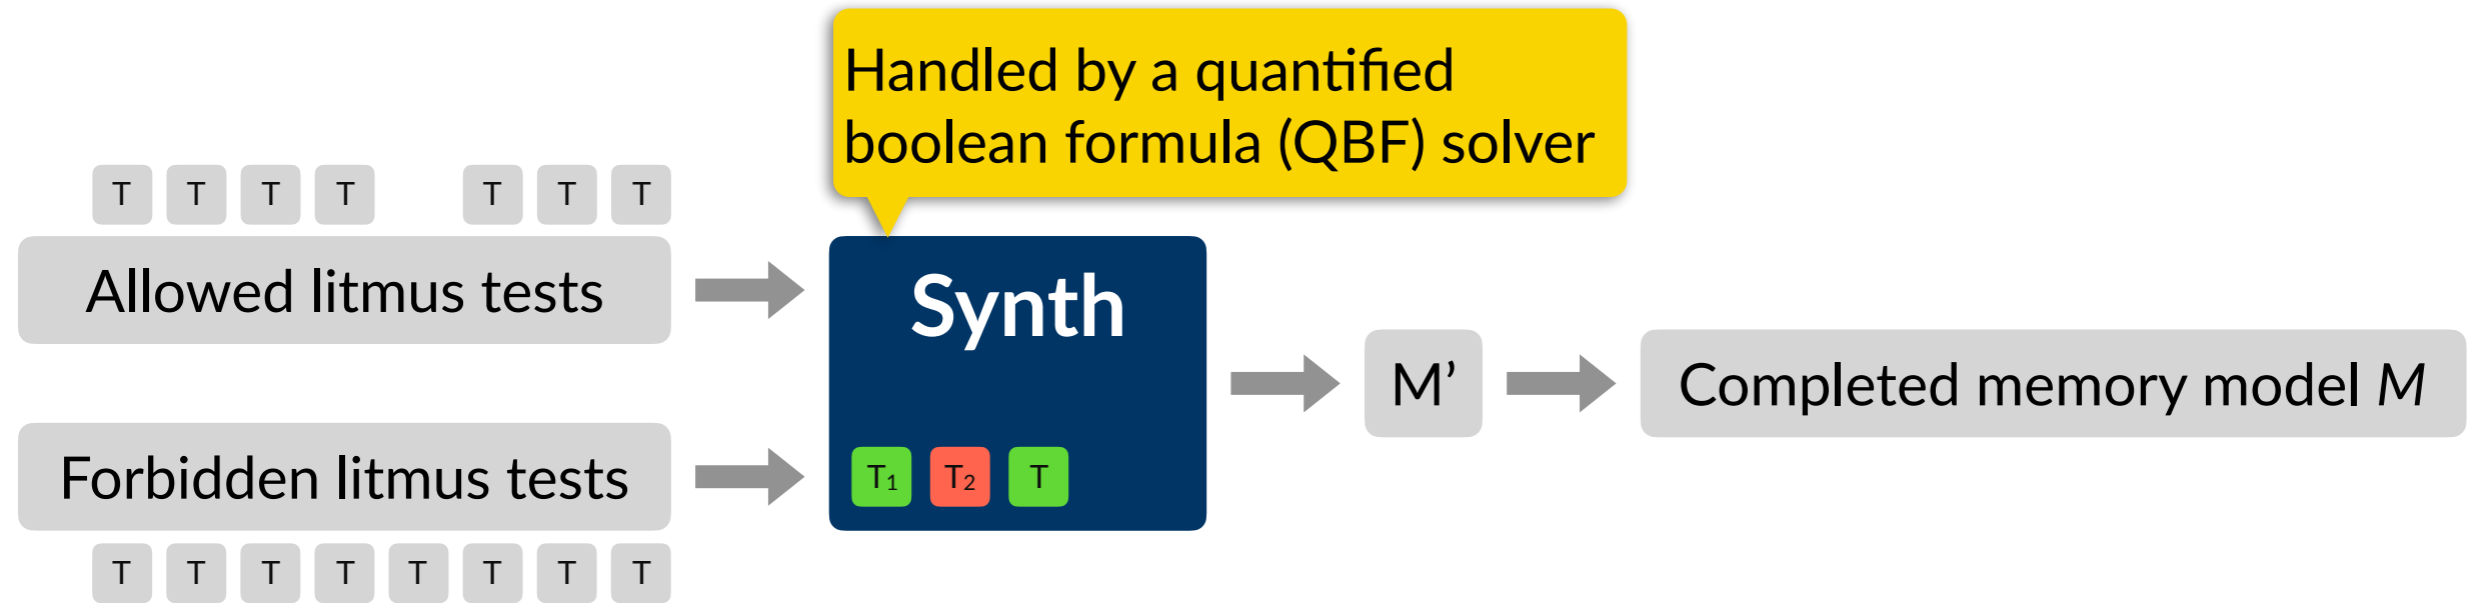 Handled by a quantified
boolean formula (QBF) solver
T T T T T T T
Allowed litmus tests
Synth
M’
Completed memory model M
Forbidden litmus tests
T1 T2 T
T T T T T T T T